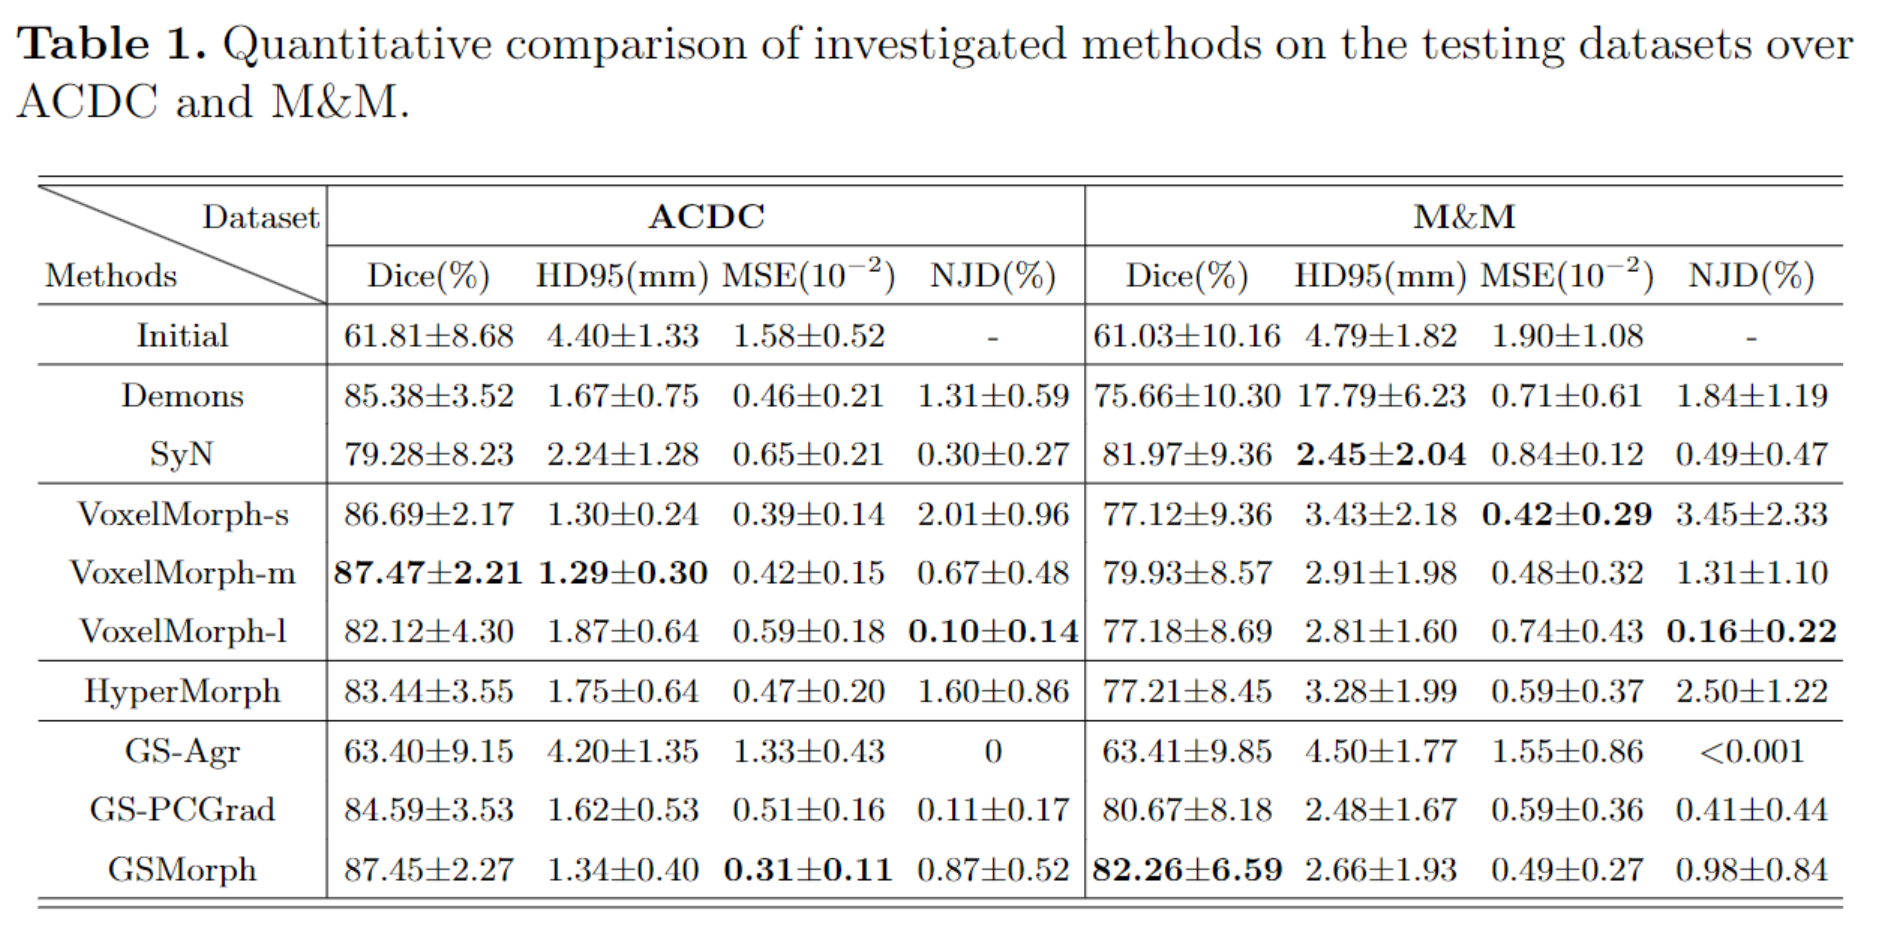 Table 1. Quantitative comparison of investigated methods on the testing datasets over
ACDC and M&M.
Dataset ACDC M&M
Methods Dice(%) HD95(mm) MSE(10⁻²) NJD(%) Dice(%) HD95(mm) MSE(10⁻²) NJD(%)
Initial 61.81±8.68 4.40±1.33 1.58±0.52 - 61.03±10.16 4.79±1.82 1.90±1.08 -
Demons 85.38±3.52 1.67±0.75 0.46±0.21 1.31±0.59 75.66±10.30 17.79±6.23 0.71±0.61 1.84±1.19
SyN 79.28±8.23 2.24±1.28 0.65±0.21 0.30±0.27 81.97±9.36 2.45±2.04 0.84±0.12 0.49±0.47
VoxelMorph-s 86.69±2.17 1.30±0.24 0.39±0.14 2.01±0.96 77.12±9.36 3.43±2.18 0.42±0.29 3.45±2.33
VoxelMorph-m 87.47±2.21 1.29±0.30 0.42±0.15 0.67±0.48 79.93±8.57 2.91±1.98 0.48±0.32 1.31±1.10
VoxelMorph-l 82.12±4.30 1.87±0.64 0.59±0.18 0.10±0.14 77.18±8.69 2.81±1.60 0.74±0.43 0.16±0.22
HyperMorph 83.44±3.55 1.75±0.64 0.47±0.20 1.60±0.86 77.21±8.45 3.28±1.99 0.59±0.37 2.50±1.22
GS-Agr 63.40±9.15 4.20±1.35 1.33±0.43 0 63.41±9.85 4.50±1.77 1.55±0.86 <0.001
GS-PCGrad 84.59±3.53 1.62±0.53 0.51±0.16 0.11±0.17 80.67±8.18 2.48±1.67 0.59±0.36 0.41±0.44
GSMorph 87.45±2.27 1.34±0.40 0.31±0.11 0.87±0.52 82.26±6.59 2.66±1.93 0.49±0.27 0.98±0.84